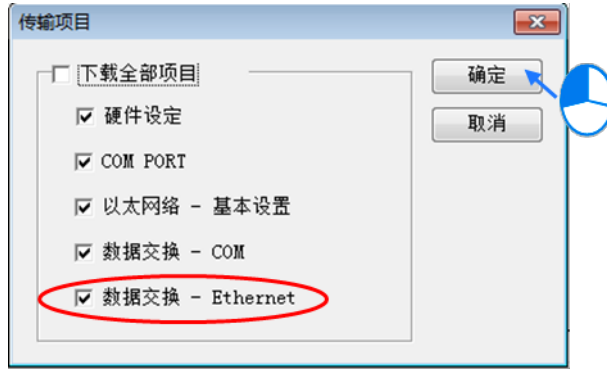 传输项目
下载全部项目
硬件设定
COM PORT
以太网络 - 基本设置
数据交换 - COM
数据交换 - Ethernet
确定
取消